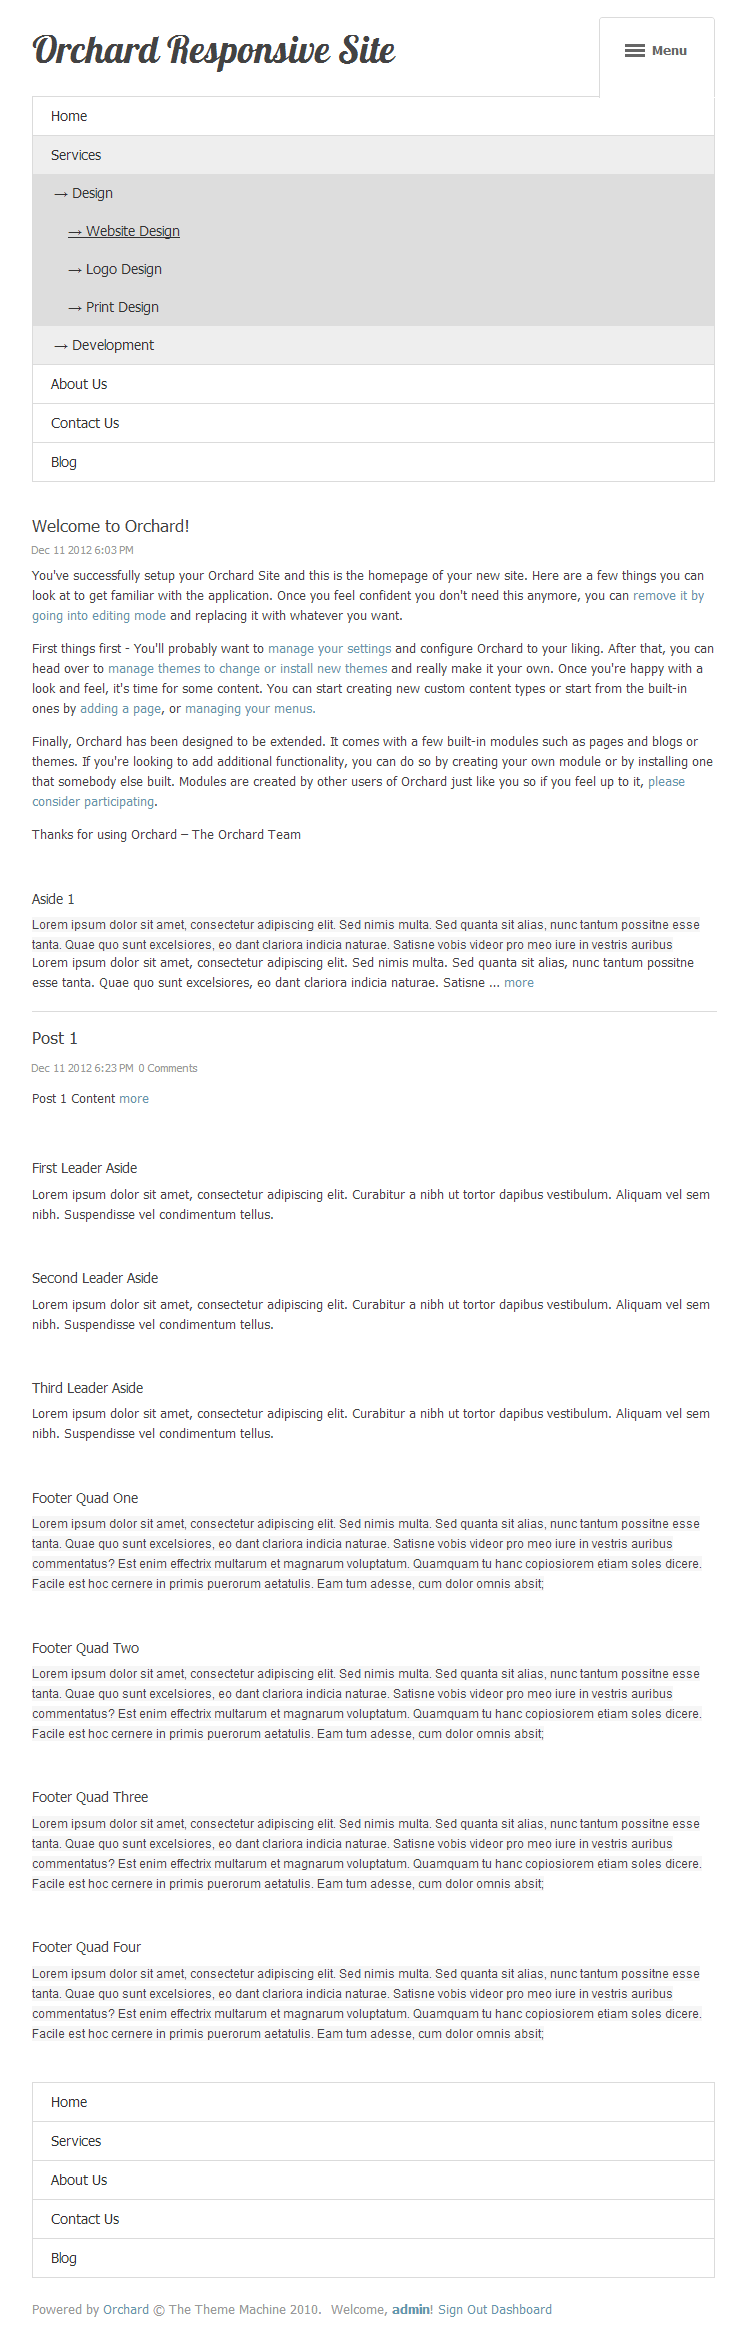 Orchard Responsive Site
Menu
Home
Services
→ Design
→ Website Design
→ Logo Design
→ Print Design
→ Development
About Us
Contact Us
Blog
Welcome to Orchard!
Dec 11 2012 6:03 PM
You've successfully setup your Orchard Site and this is the homepage of your new site. Here are a few things you can
look at to get familiar with the application. Once you feel confident you don't need this anymore, you can remove it by
going into editing mode and replacing it with whatever you want.
First things first - You'll probably want to manage your settings and configure Orchard to your liking. After that, you can
head over to manage themes to change or install new themes and really make it your own. Once you're happy with a
look and feel, it's time for some content. You can start creating new custom content types or start from the built-in
ones by adding a page, or managing your menus.
Finally, Orchard has been designed to be extended. It comes with a few built-in modules such as pages and blogs or
themes. If you're looking to add additional functionality, you can do so by creating your own module or by installing one
that somebody else built. Modules are created by other users of Orchard just like you so if you feel up to it, please
consider participating.
Thanks for using Orchard – The Orchard Team
Aside 1
Lorem ipsum dolor sit amet, consectetur adipiscing elit. Sed nimis multa. Sed quanta sit alias, nunc tantum possitne esse
tanta. Quae quo sunt excelsiores, eo dant clariora indicia naturae. Satisne vobis videor pro meo iure in vestris auribus
Lorem ipsum dolor sit amet, consectetur adipiscing elit. Sed nimis multa. Sed quanta sit alias, nunc tantum possitne
esse tanta. Quae quo sunt excelsiores, eo dant clariora indicia naturae. Satisne ... more
Post 1
Dec 11 2012 6:23 PM 0 Comments
Post 1 Content more
First Leader Aside
Lorem ipsum dolor sit amet, consectetur adipiscing elit. Curabitur a nibh ut tortor dapibus vestibulum. Aliquam vel sem
nibh. Suspendisse vel condimentum tellus.
Second Leader Aside
Lorem ipsum dolor sit amet, consectetur adipiscing elit. Curabitur a nibh ut tortor dapibus vestibulum. Aliquam vel sem
nibh. Suspendisse vel condimentum tellus.
Third Leader Aside
Lorem ipsum dolor sit amet, consectetur adipiscing elit. Curabitur a nibh ut tortor dapibus vestibulum. Aliquam vel sem
nibh. Suspendisse vel condimentum tellus.
Footer Quad One
Lorem ipsum dolor sit amet, consectetur adipiscing elit. Sed nimis multa. Sed quanta sit alias, nunc tantum possitne esse
tanta. Quae quo sunt excelsiores, eo dant clariora indicia naturae. Satisne vobis videor pro meo iure in vestris auribus
commentatus? Est enim effectrix multarum et magnarum voluptatum. Quamquam tu hanc copiosiorem etiam soles dicere.
Facile est hoc cernere in primis puerorum aetatulis. Eam tum adesse, cum dolor omnis absit;
Footer Quad Two
Lorem ipsum dolor sit amet, consectetur adipiscing elit. Sed nimis multa. Sed quanta sit alias, nunc tantum possitne esse
tanta. Quae quo sunt excelsiores, eo dant clariora indicia naturae. Satisne vobis videor pro meo iure in vestris auribus
commentatus? Est enim effectrix multarum et magnarum voluptatum. Quamquam tu hanc copiosiorem etiam soles dicere.
Facile est hoc cernere in primis puerorum aetatulis. Eam tum adesse, cum dolor omnis absit;
Footer Quad Three
Lorem ipsum dolor sit amet, consectetur adipiscing elit. Sed nimis multa. Sed quanta sit alias, nunc tantum possitne esse
tanta. Quae quo sunt excelsiores, eo dant clariora indicia naturae. Satisne vobis videor pro meo iure in vestris auribus
commentatus? Est enim effectrix multarum et magnarum voluptatum. Quamquam tu hanc copiosiorem etiam soles dicere.
Facile est hoc cernere in primis puerorum aetatulis. Eam tum adesse, cum dolor omnis absit;
Footer Quad Four
Lorem ipsum dolor sit amet, consectetur adipiscing elit. Sed nimis multa. Sed quanta sit alias, nunc tantum possitne esse
tanta. Quae quo sunt excelsiores, eo dant clariora indicia naturae. Satisne vobis videor pro meo iure in vestris auribus
commentatus? Est enim effectrix multarum et magnarum voluptatum. Quamquam tu hanc copiosiorem etiam soles dicere.
Facile est hoc cernere in primis puerorum aetatulis. Eam tum adesse, cum dolor omnis absit;
Home
Services
About Us
Contact Us
Blog
Powered by Orchard © The Theme Machine 2010. Welcome, admin! Sign Out Dashboard